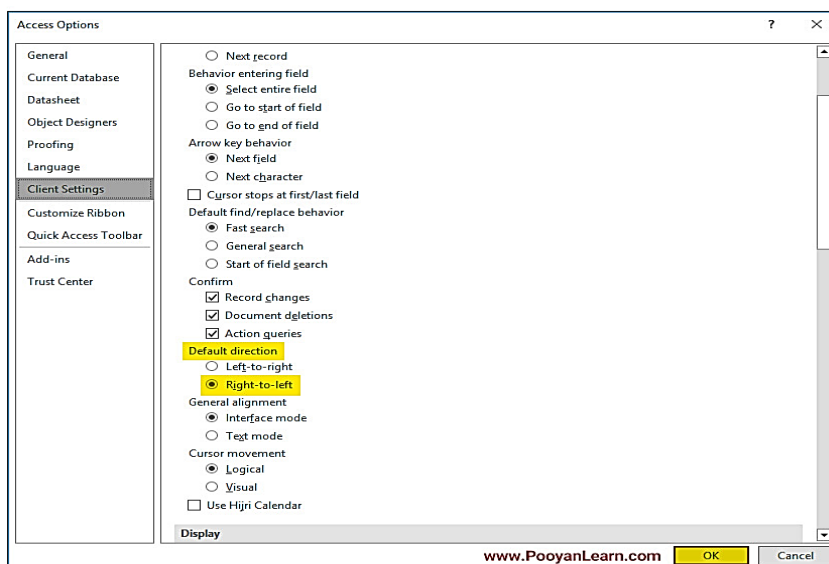 Access Options
?
General
Current Database
Datasheet
Object Designers
Proofing
Language
Client Settings
Customize Ribbon
Quick Access Toolbar
Add-ins
Trust Center
Next record
Behavior entering field
Select entire field
Go to start of field
Go to end of field
Arrow key behavior
Next field
Next character
Cursor stops at first/last field
Default find/replace behavior
Fast search
General search
Start of field search
Confirm
Record changes
Document deletions
Action queries
Default direction
Left-to-right
Right-to-left
General alignment
Interface mode
Text mode
Cursor movement
Logical
Visual
Use Hijri Calendar
Display
www.PooyanLearn.com
OK
Cancel